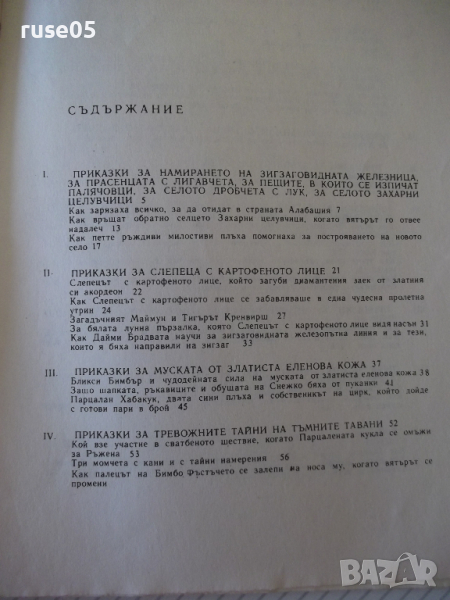 ruse05
СЪДЪРЖАНИЕ
I. ПРИКАЗКИ ЗА НАМИРАНЕТО НА ЗИГЗАГОВИДНАТА ЖЕЛЕЗНИЦА,
ЗА ПРАСЕНЦАТА С ЛИГАВЧЕТА, ЗА ПЕЩИТЕ, В КОИТО СЕ ИЗПИЧАТ
ПАЛЯЧОВЦИ, ЗА СЕЛОТО ДРОБЧЕТА С ЛУК, ЗА СЕЛОТО ЗАХАРНИ
ЦЕЛУВЧИЦИ 5
Как зарязаха всичко, за да отидат в страната Алабашия 7
Как връщат обратно селцето Захарни целувчици, когато вятърът го отвее
надалеч 13
Как петте ръждиви милостиви плъха помогнаха за построяването на новото
село 17
II. ПРИКАЗКИ ЗА СЛЕПЕЦА С КАРТОФЕНОТО ЛИЦЕ 21
Слепецът с картофеното лице, който загуби диамантения заек от златния
си акордеон 22
Как Слепецът с картофеното лице се забавляваше в една чудесна пролетна
утрин 24
Загадъчният Маймун и Тигърът Кренвирш 27
За бялата лунна пързалка, която Слепецът с картофеното лице видя насън 31
Как Дайми Брадвата научи за зигзаговидната железопътна линия и за тези,
които я бяха направили на зигзаг 33
III. ПРИКАЗКИ ЗА МУСКАТА ОТ ЗЛАТИСТА ЕЛЕНОВА КОЖА 37
Бликси Бимбър и чудодейната сила на муската от златиста еленова кожа 38
Защо шапката, ръкавиците и обущата на Снежко бяха от пуканки 41
Парцалан Хабакук, двата сини плъха и собственикът на цирк, който дойде
с готови пари в брой 45
IV. ПРИКАЗКИ ЗА ТРЕВОЖНИТЕ ТАЙНИ НА ТЪМНИТЕ ТАВАНИ 52
Кой взе участие в сватбеното шествие, когато Парцалената кукла се омъжи
за Ръжена 53
Три момчета с кани и с тайни намерения 56
Как палецът на Бимбо Фъстъчето се залепи на носа му, когато вятърът се
промени
BAZAR
bazar.bg